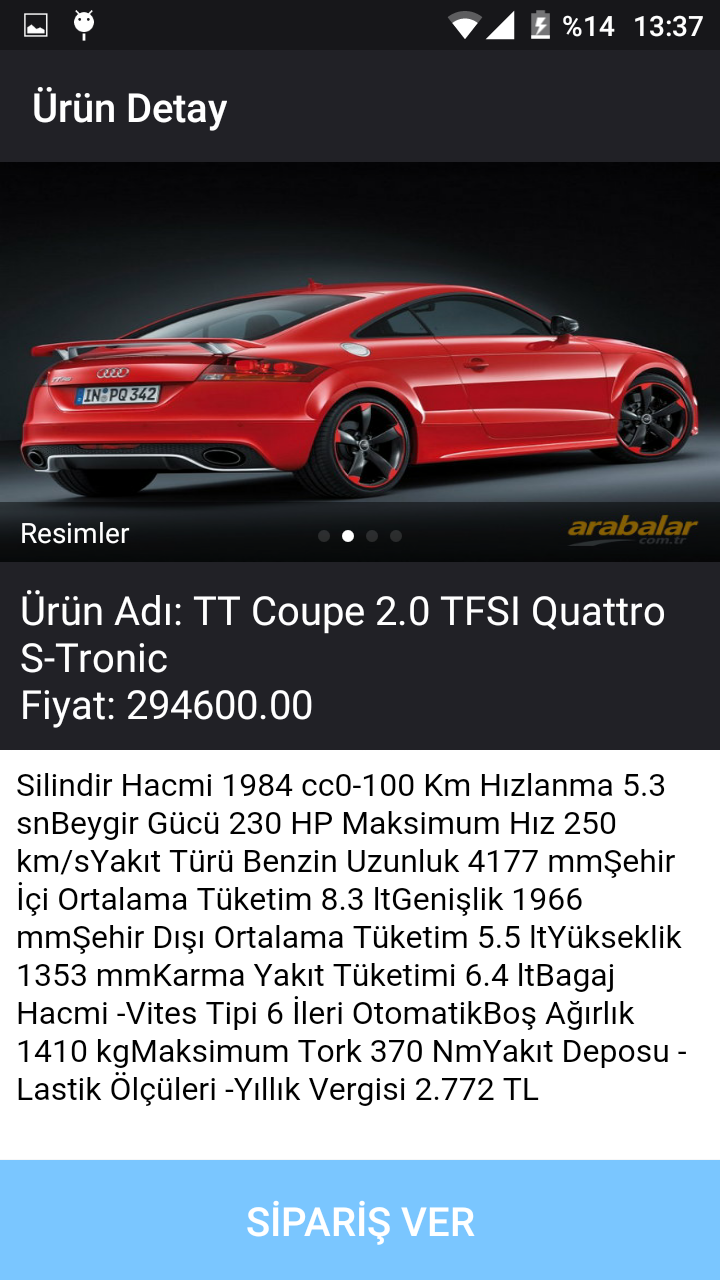 %14 13:37
Ürün Detay
TT RS
IN PQ 342
Resimler
arabalar
com.tr
Ürün Adı: TT Coupe 2.0 TFSI Quattro
S-Tronic
Fiyat: 294600.00
Silindir Hacmi 1984 cc0-100 Km Hızlanma 5.3
snBeygir Gücü 230 HP Maksimum Hız 250
km/sYakıt Türü Benzin Uzunluk 4177 mmŞehir
İçi Ortalama Tüketim 8.3 ltGenişlik 1966
mmŞehir Dışı Ortalama Tüketim 5.5 ltYükseklik
1353 mmKarma Yakıt Tüketimi 6.4 ltBagaj
Hacmi -Vites Tipi 6 İleri OtomatikBoş Ağırlık
1410 kgMaksimum Tork 370 NmYakıt Deposu -
Lastik Ölçüleri -Yıllık Vergisi 2.772 TL
SİPARİŞ VER